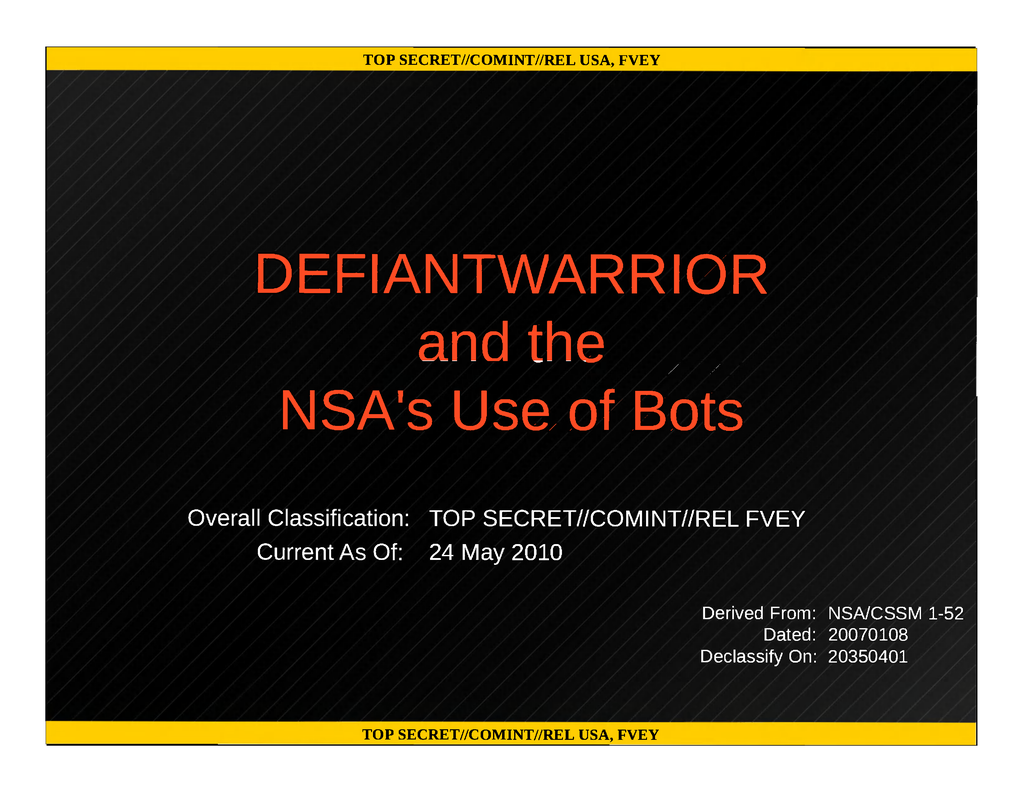 TOP SECRET//COMINT//REL USA, FVEY
DEFIANTWARRIOR
and the
NSA's Use of Bots
Overall Classification: TOP SECRET//COMINT//REL FVEY
Current As Of: 24 May 2010
Derived From: NSA/CSSM 1-52
Dated: 20070108
Declassify On: 20350401
TOP SECRET//COMINT//REL USA, FVEY